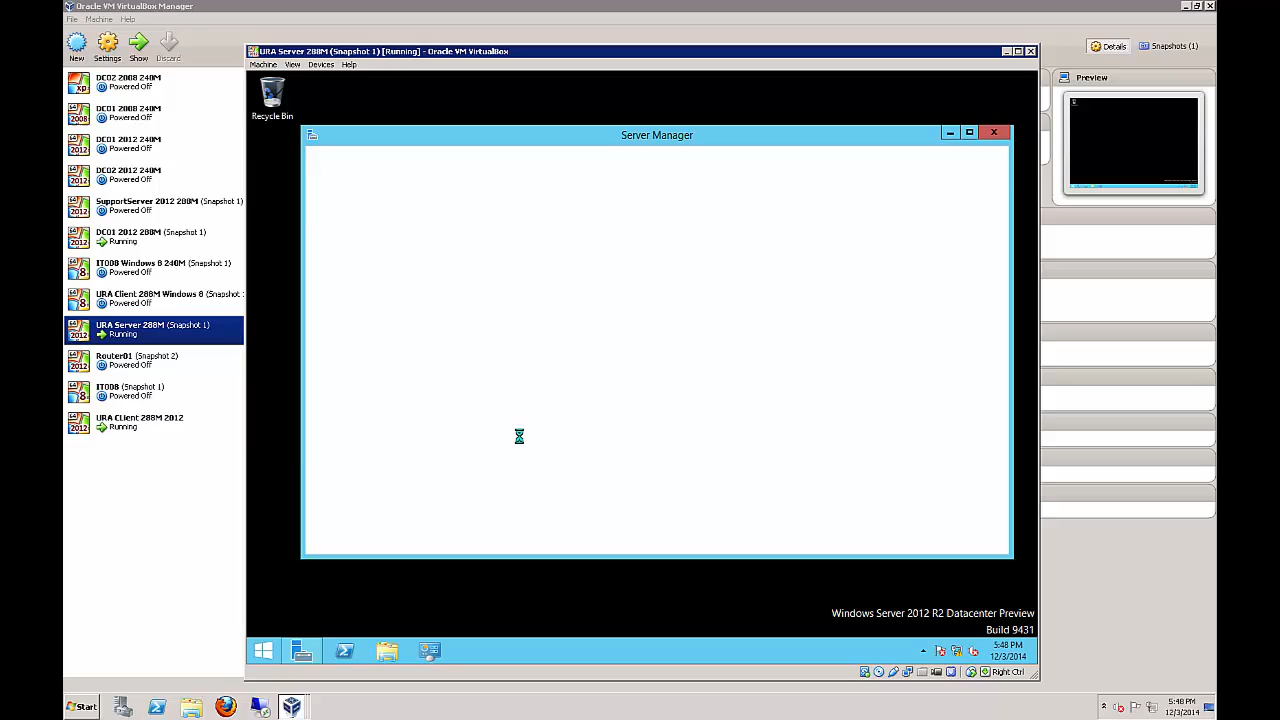 Oracle VM VirtualBox Manager
File Machine Help
New Settings Show Discard
Details Snapshots (1)
URA Server 288M (Snapshot 1) [Running] - Oracle VM VirtualBox
Machine View Devices Help
DC02 2008 240M
Powered Off
DC01 2008 240M
Powered Off
DC01 2012 240M
Powered Off
DC02 2012 240M
Powered Off
SupportServer 2012 288M (Snapshot 1)
Powered Off
DC01 2012 288M (Snapshot 1)
Running
IT008 Windows 8 240M (Snapshot 1)
Powered Off
URA Client 288M Windows 8 (Snapshot
Powered Off
URA Server 288M (Snapshot 1)
Running
Router01 (Snapshot 2)
Powered Off
IT008 (Snapshot 1)
Powered Off
URA CLient 288M 2012
Running
Recycle Bin
Server Manager
Preview
Windows Server 2012 R2 Datacenter Preview
Build 9431
5:48 PM
12/3/2014
Right Ctrl
Start
5:48 PM
12/3/2014